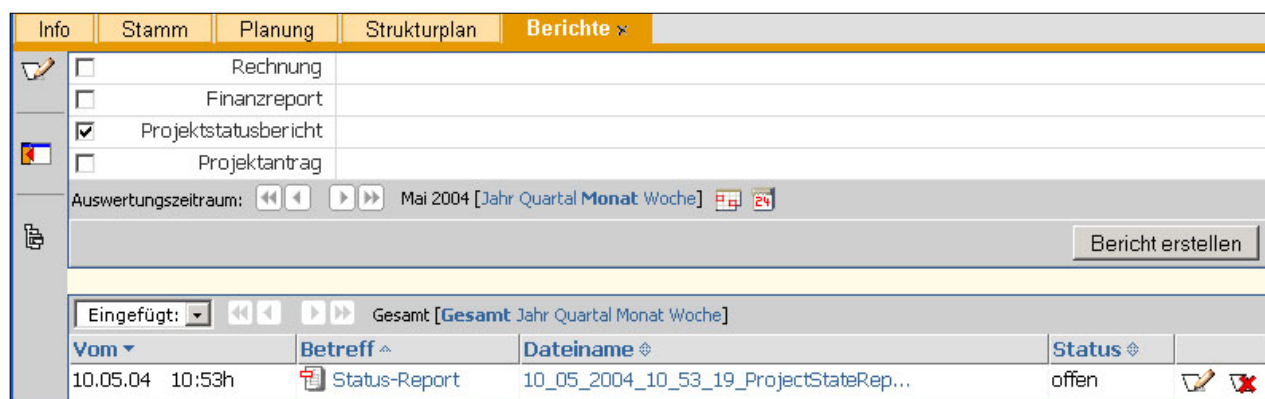 Info Stamm Planung Strukturplan Berichte
Rechnung
Finanzreport
Projektstatusbericht
Projektantrag
Auswertungszeitraum: Mai 2004 [Jahr Quartal Monat Woche] 24
Bericht erstellen
Eingefügt: Gesamt [Gesamt Jahr Quartal Monat Woche]
Vom Betreff Dateiname Status
10.05.04 10:53h Status-Report 10_05_2004_10_53_19_ProjectStateRep... offen